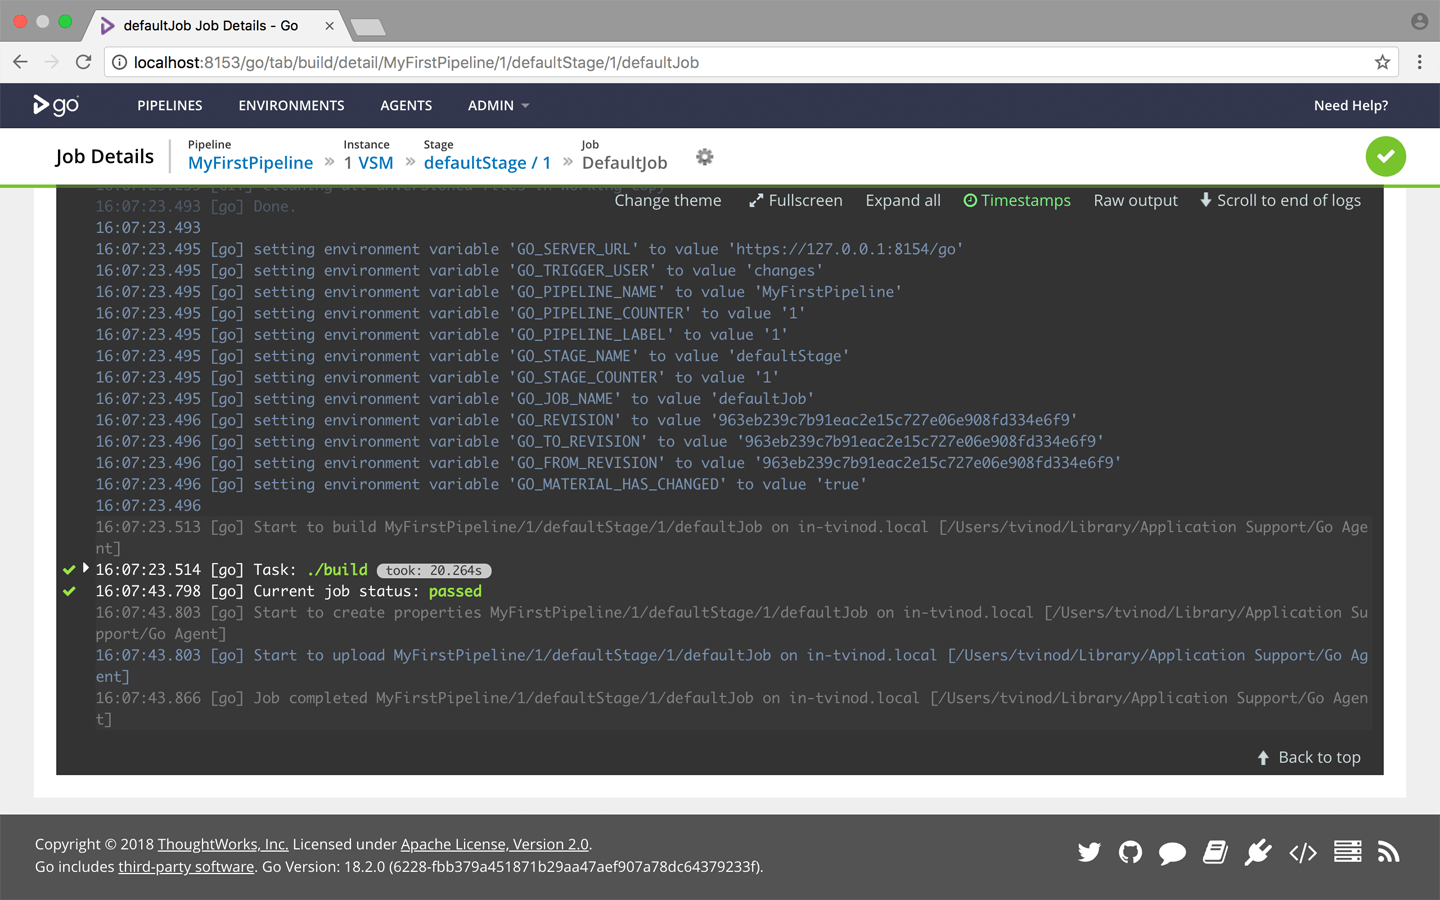 defaultJob Job Details - Go
localhost:8153/go/tab/build/detail/MyFirstPipeline/1/defaultStage/1/defaultJob
go PIPELINES ENVIRONMENTS AGENTS ADMIN Need Help?
Job Details
Pipeline Instance Stage Job
MyFirstPipeline » 1 VSM » defaultStage / 1 » DefaultJob
16:07:23.493 [go] Done.
Change theme Fullscreen Expand all Timestamps Raw output Scroll to end of logs
16:07:23.493
16:07:23.495 [go] setting environment variable 'GO_SERVER_URL' to value 'https://127.0.0.1:8154/go'
16:07:23.495 [go] setting environment variable 'GO_TRIGGER_USER' to value 'changes'
16:07:23.495 [go] setting environment variable 'GO_PIPELINE_NAME' to value 'MyFirstPipeline'
16:07:23.495 [go] setting environment variable 'GO_PIPELINE_COUNTER' to value '1'
16:07:23.495 [go] setting environment variable 'GO_PIPELINE_LABEL' to value '1'
16:07:23.495 [go] setting environment variable 'GO_STAGE_NAME' to value 'defaultStage'
16:07:23.495 [go] setting environment variable 'GO_STAGE_COUNTER' to value '1'
16:07:23.495 [go] setting environment variable 'GO_JOB_NAME' to value 'defaultJob'
16:07:23.496 [go] setting environment variable 'GO_REVISION' to value '963eb239c7b91eac2e15c727e06e908fd334e6f9'
16:07:23.496 [go] setting environment variable 'GO_TO_REVISION' to value '963eb239c7b91eac2e15c727e06e908fd334e6f9'
16:07:23.496 [go] setting environment variable 'GO_FROM_REVISION' to value '963eb239c7b91eac2e15c727e06e908fd334e6f9'
16:07:23.496 [go] setting environment variable 'GO_MATERIAL_HAS_CHANGED' to value 'true'
16:07:23.496
16:07:23.513 [go] Start to build MyFirstPipeline/1/defaultStage/1/defaultJob on in-tvinod.local [/Users/tvinod/Library/Application Support/Go Age
nt]
16:07:23.514 [go] Task: ./build took: 20.264s
16:07:43.798 [go] Current job status: passed
16:07:43.803 [go] Start to create properties MyFirstPipeline/1/defaultStage/1/defaultJob on in-tvinod.local [/Users/tvinod/Library/Application Su
pport/Go Agent]
16:07:43.803 [go] Start to upload MyFirstPipeline/1/defaultStage/1/defaultJob on in-tvinod.local [/Users/tvinod/Library/Application Support/Go Ag
ent]
16:07:43.866 [go] Job completed MyFirstPipeline/1/defaultStage/1/defaultJob on in-tvinod.local [/Users/tvinod/Library/Application Support/Go Agen
t]
Back to top
Copyright © 2018 ThoughtWorks, Inc. Licensed under Apache License, Version 2.0.
Go includes third-party software. Go Version: 18.2.0 (6228-fbb379a451871b29aa47aef907a78dc64379233f).